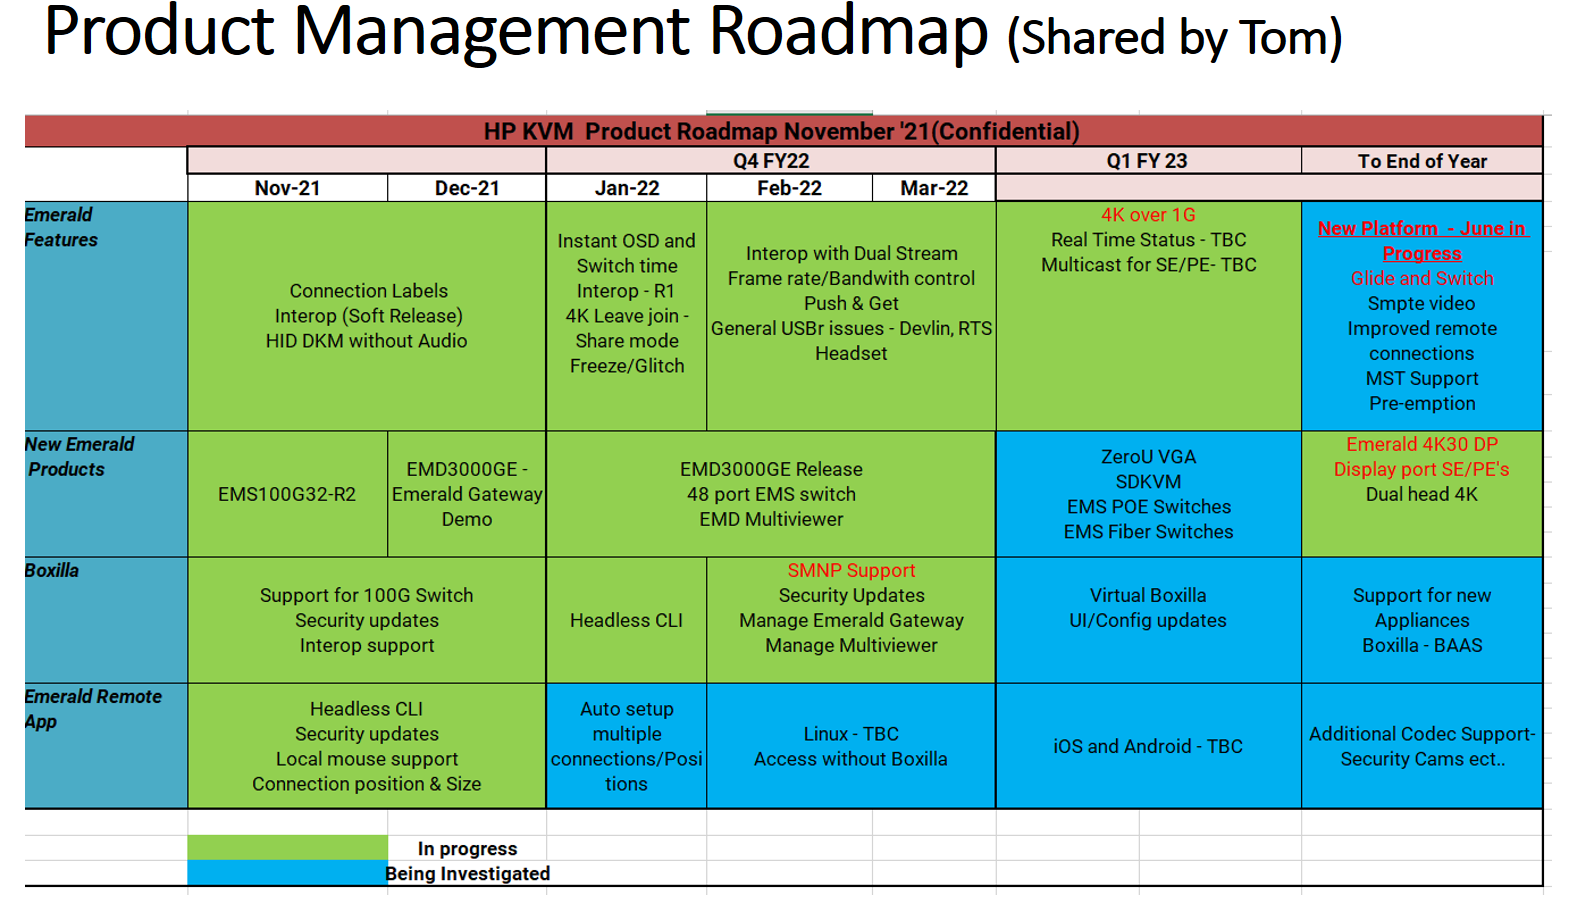 Product Management Roadmap (Shared by Tom)
HP KVM  Product Roadmap November '21(Confidential)
Q4 FY22
Q1 FY 23
To End of Year
Nov-21
Dec-21
Jan-22
Feb-22
Mar-22
Emerald
Features
Connection Labels
Interop (Soft Release)
HID DKM without Audio
Instant OSD and
Switch time
Interop - R1
4K Leave join -
Share mode
Freeze/Glitch
Interop with Dual Stream
Frame rate/Bandwith control
Push & Get
General USBr issues - Devlin, RTS
Headset
4K over 1G
Real Time Status - TBC
Multicast for SE/PE- TBC
New Platform  - June in
Progress
Glide and Switch
Smpte video
Improved remote
connections
MST Support
Pre-emption
New Emerald
Products
EMS100G32-R2
EMD3000GE -
Emerald Gateway
Demo
EMD3000GE Release
48 port EMS switch
EMD Multiviewer
ZeroU VGA
SDKVM
EMS POE Switches
EMS Fiber Switches
Emerald 4K30 DP
Display port SE/PE's
Dual head 4K
Boxilla
Support for 100G Switch
Security updates
Interop support
Headless CLI
SMNP Support
Security Updates
Manage Emerald Gateway
Manage Multiviewer
Virtual Boxilla
UI/Config updates
Support for new
Appliances
Boxilla - BAAS
Emerald Remote
App
Headless CLI
Security updates
Local mouse support
Connection position & Size
Auto setup
multiple
connections/Posi
tions
Linux - TBC
Access without Boxilla
iOS and Android - TBC
Additional Codec Support-
Security Cams ect..
In progress
Being Investigated